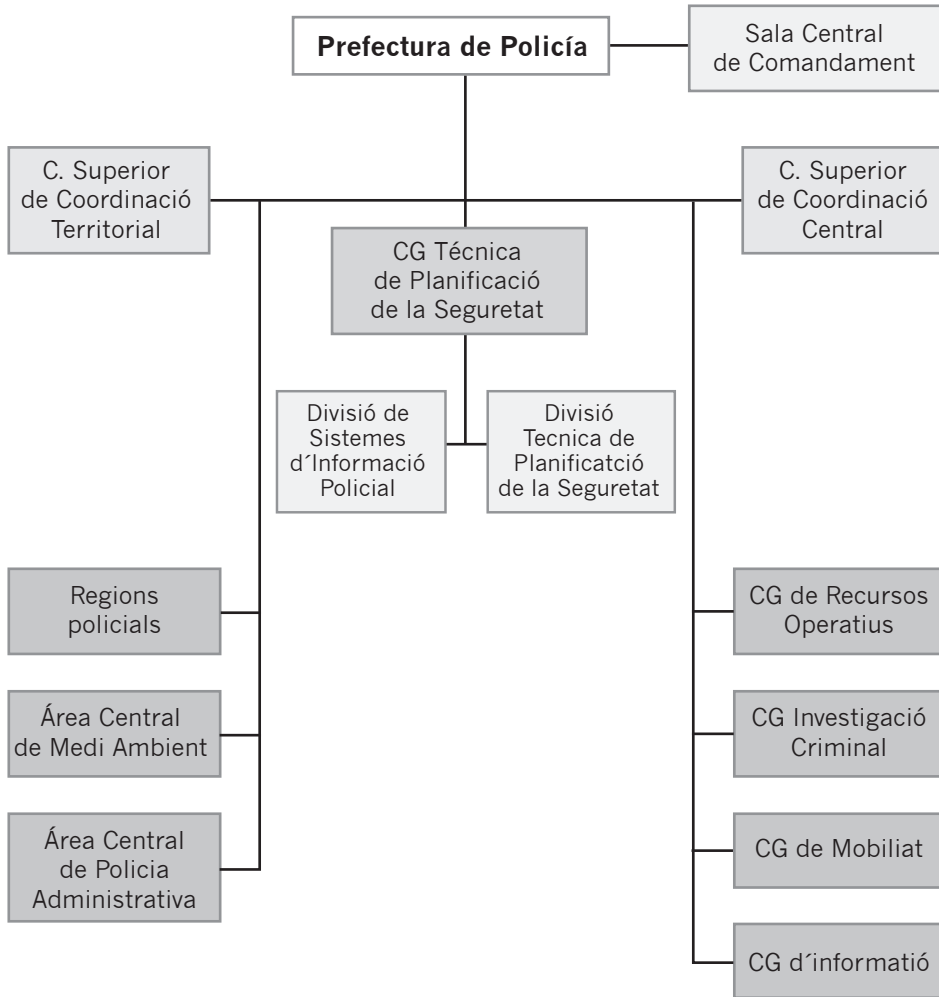 Prefectura de Policía
Sala Central
de Comandament
C. Superior
de Coordinació
Territorial
C. Superior
de Coordinació
Central
CG Técnica
de Planificació
de la Seguretat
Divisió de
Sistemes
d´Informació
Policial
Divisió
Tecnica de
Planificatció
de la Seguretat
Regions
policials
Área Central
de Medi Ambient
Área Central
de Policia
Administrativa
CG de Recursos
Operatius
CG Investigació
Criminal
CG de Mobiliat
CG d´informatió